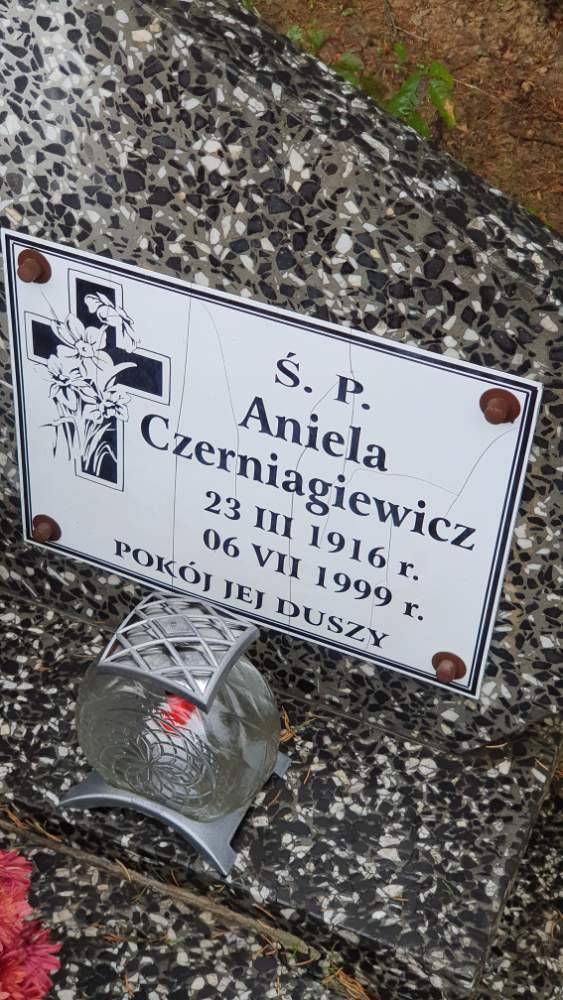 Ś. P.
Aniela
Czerniagiewicz
23 III 1916 r.
06 VII 1999 r.
POKÓJ JEJ DUSZY